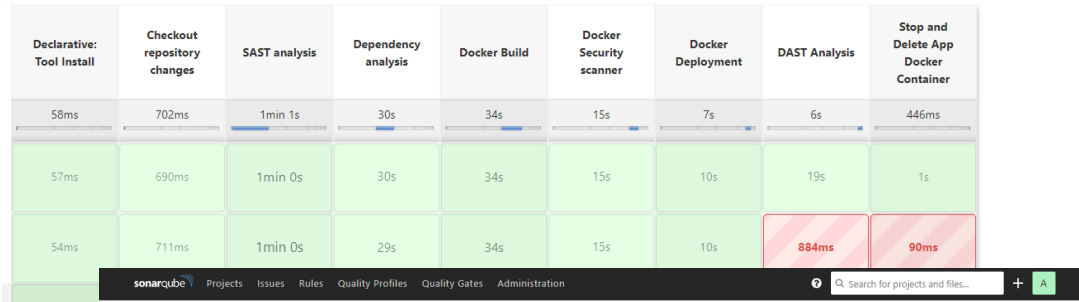 Declarative: Tool Install
Checkout repository changes
SAST analysis
Dependency analysis
Docker Build
Docker Security scanner
Docker Deployment
DAST Analysis
Stop and Delete App Docker Container
58ms 702ms 1min 1s 30s 34s 15s 7s 6s 446ms
57ms 690ms 1min 0s 30s 34s 15s 10s 19s 1s
54ms 711ms 1min 0s 29s 34s 15s 10s 884ms 90ms
sonarqube Projects Issues Rules Quality Profiles Quality Gates Administration ? Search for projects and files... + A